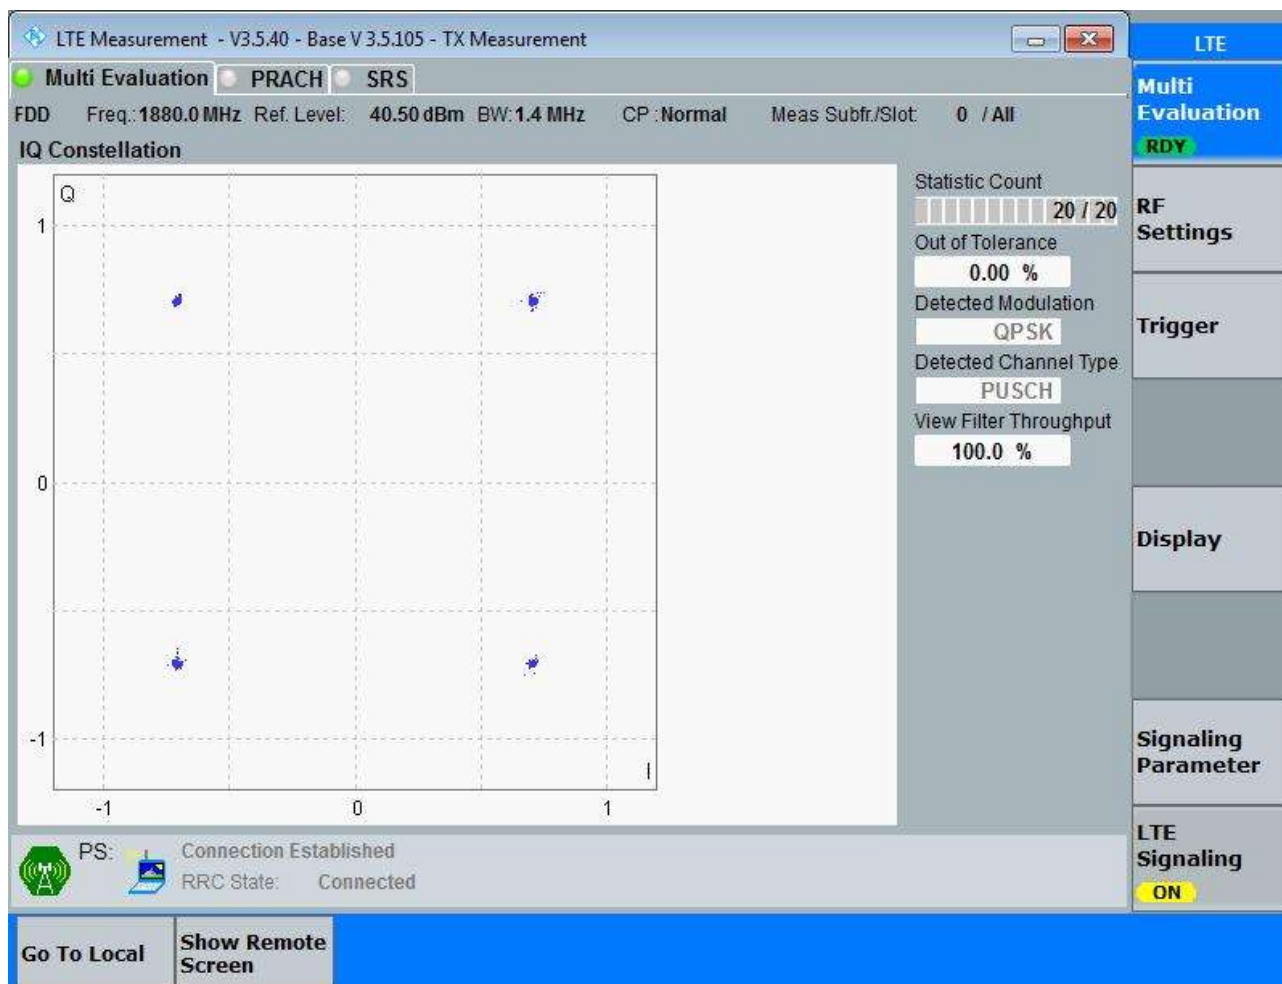 LTE Measurement - V3.5.40 - Base V 3.5.105 - TX Measurement
LTE
Multi Evaluation PRACH SRS
FDD Freq.:1880.0 MHz Ref. Level: 40.50 dBm BW:1.4 MHz CP:Normal Meas Subfr./Slot: 0 / All
IQ Constellation
Q
1
0
-1
-1 0 1
I
Statistic Count
20 / 20
Out of Tolerance
0.00 %
Detected Modulation
QPSK
Detected Channel Type
PUSCH
View Filter Throughput
100.0 %
Multi
Evaluation
RDY
RF
Settings
Trigger
Display
Signaling
Parameter
LTE
Signaling
ON
PS: Connection Established
RRC State: Connected
Go To Local
Show Remote
Screen